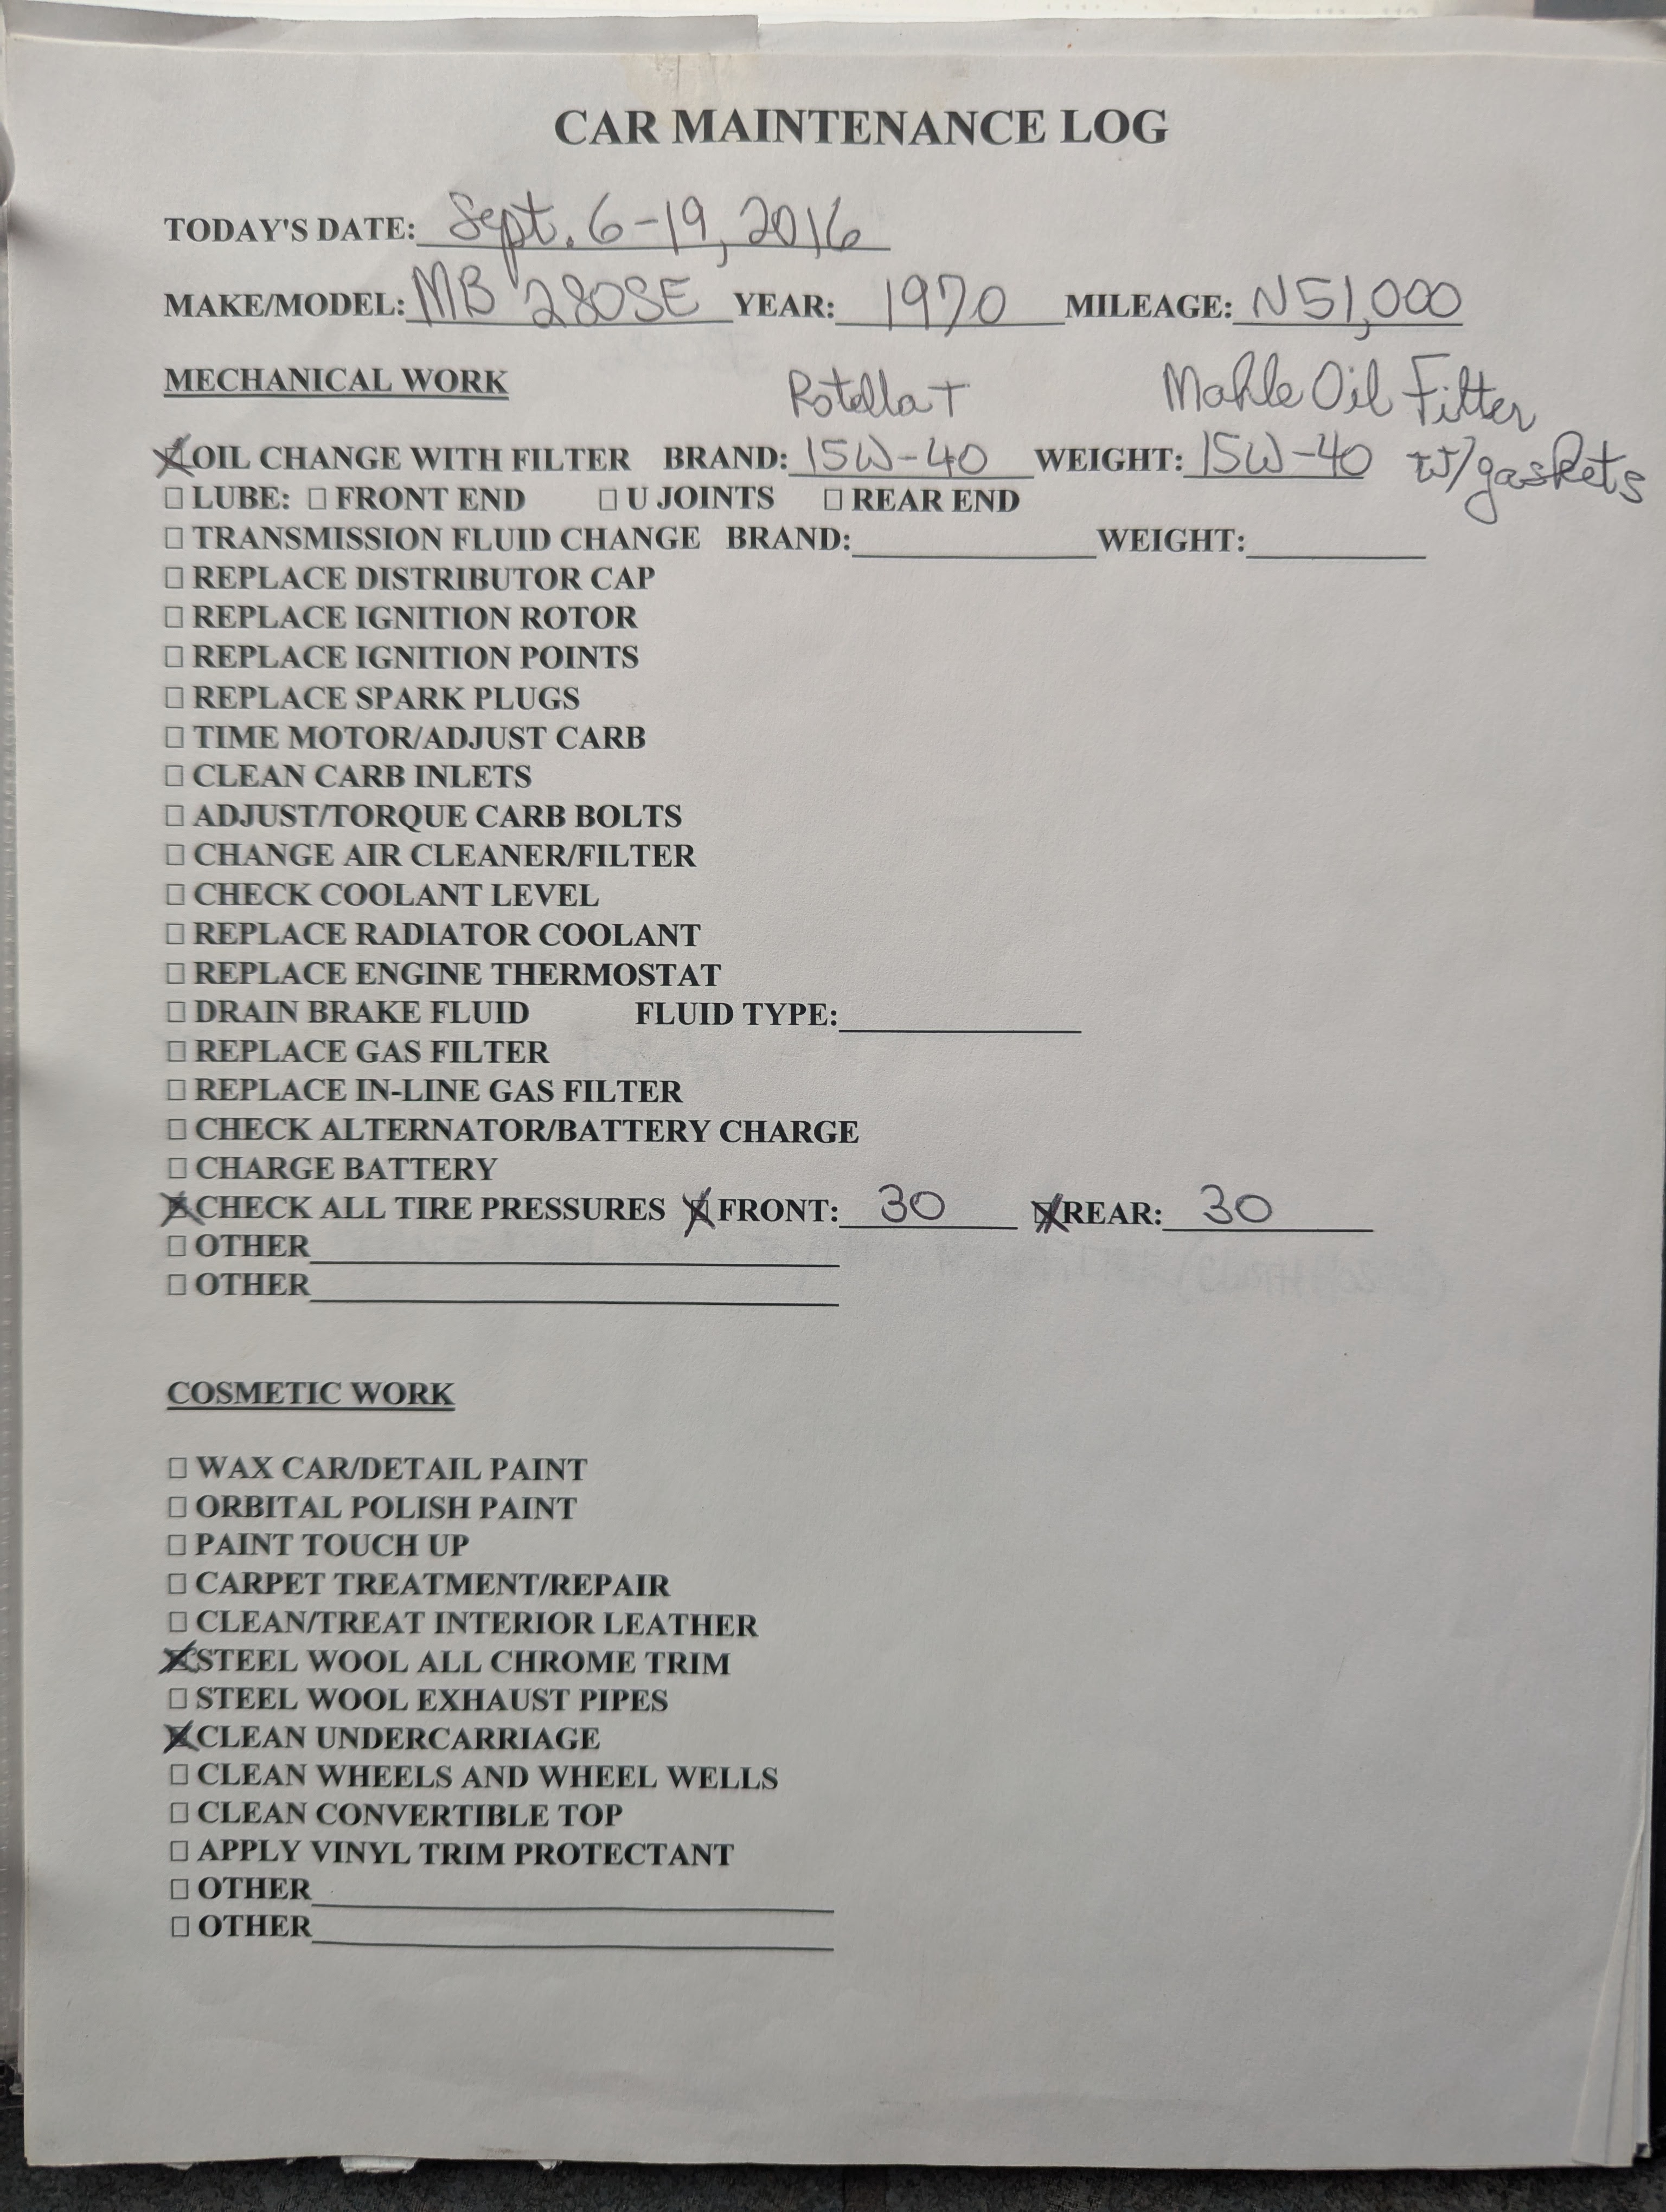 CAR MAINTENANCE LOG
TODAY'S DATE: Sept. 6-19, 2016
MAKE/MODEL: MB 280SE YEAR: 1970 MILEAGE: ~51,000
MECHANICAL WORK Rotella T Mahle Oil Filter
OIL CHANGE WITH FILTER BRAND: 15W-40 WEIGHT: 15W-40 w/gaskets
LUBE: FRONT END U JOINTS REAR END
TRANSMISSION FLUID CHANGE BRAND: WEIGHT:
REPLACE DISTRIBUTOR CAP
REPLACE IGNITION ROTOR
REPLACE IGNITION POINTS
REPLACE SPARK PLUGS
TIME MOTOR/ADJUST CARB
CLEAN CARB INLETS
ADJUST/TORQUE CARB BOLTS
CHANGE AIR CLEANER/FILTER
CHECK COOLANT LEVEL
REPLACE RADIATOR COOLANT
REPLACE ENGINE THERMOSTAT
DRAIN BRAKE FLUID FLUID TYPE:
REPLACE GAS FILTER
REPLACE IN-LINE GAS FILTER
CHECK ALTERNATOR/BATTERY CHARGE
CHARGE BATTERY
CHECK ALL TIRE PRESSURES FRONT: 30 REAR: 30
OTHER
OTHER
COSMETIC WORK
WAX CAR/DETAIL PAINT
ORBITAL POLISH PAINT
PAINT TOUCH UP
CARPET TREATMENT/REPAIR
CLEAN/TREAT INTERIOR LEATHER
STEEL WOOL ALL CHROME TRIM
STEEL WOOL EXHAUST PIPES
CLEAN UNDERCARRIAGE
CLEAN WHEELS AND WHEEL WELLS
CLEAN CONVERTIBLE TOP
APPLY VINYL TRIM PROTECTANT
OTHER
OTHER